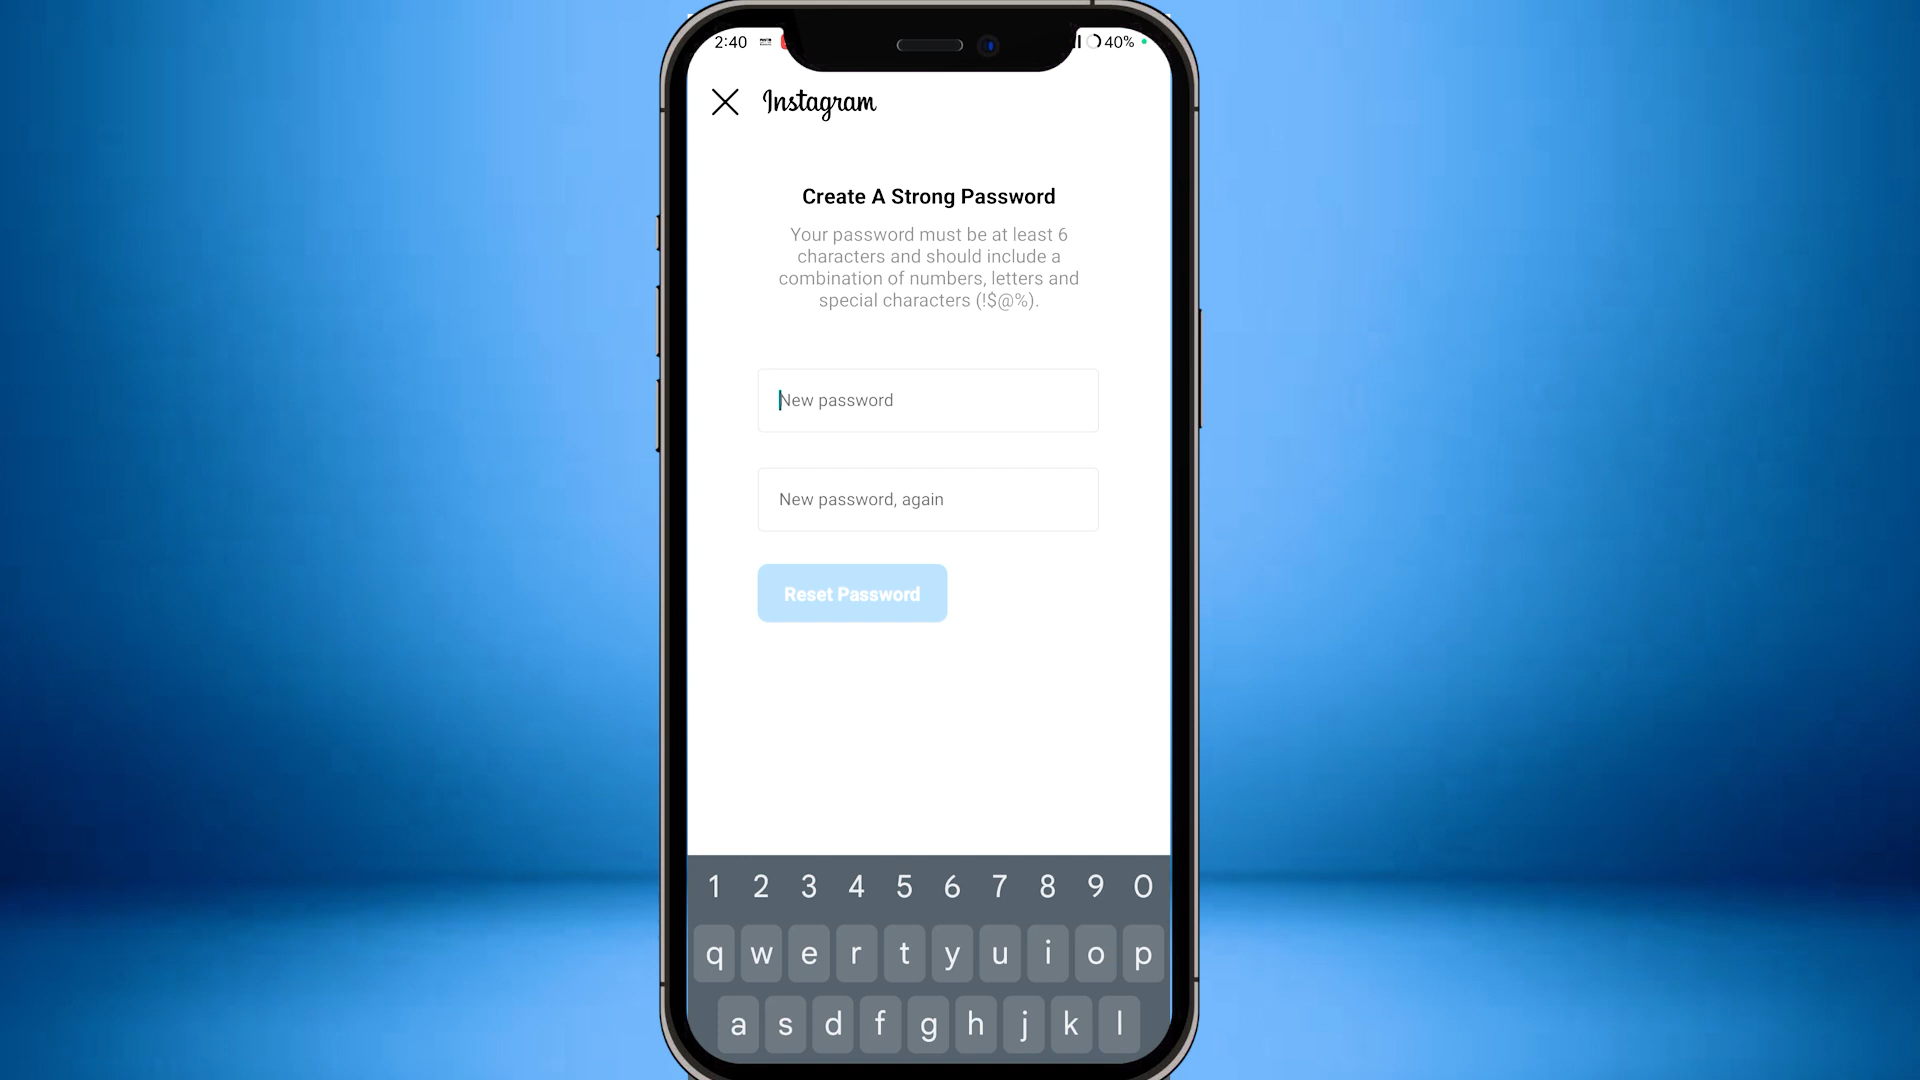 2:40
40%
Instagram
Create A Strong Password
Your password must be at least 6
characters and should include a
combination of numbers, letters and
special characters (!$@%).
New password
New password, again
Reset Password
1 2 3 4 5 6 7 8 9 0
q w e r t y u i o p
a s d f g h j k l